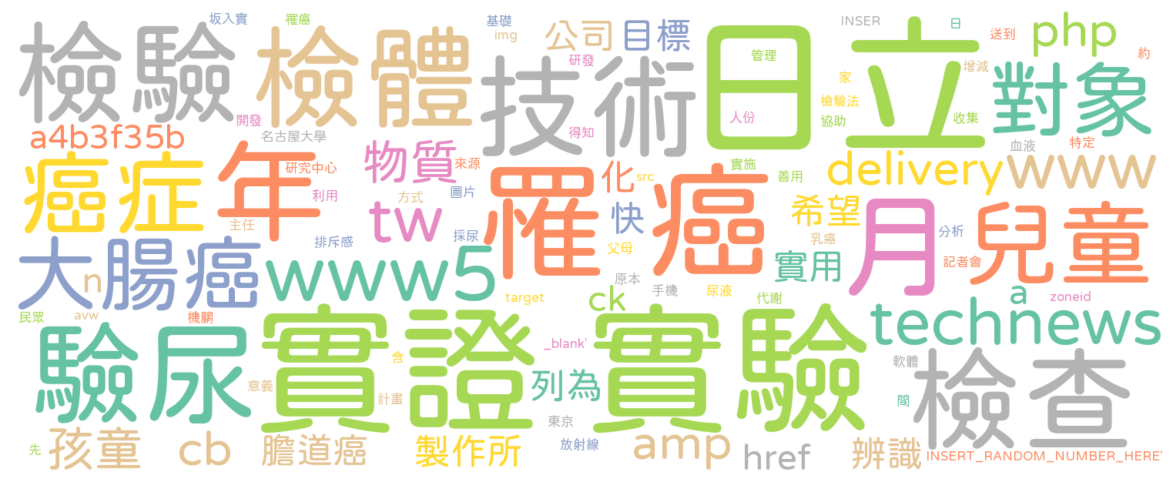 坂入實
罹癌
基礎
img
公司
目標
INSER
日
送到
php
約
檢驗
檢體
技術
研發
日立
管理
家
增減
對象
a4b3f35b
開發
名古屋大學
得知
人份
檢驗法
協助
收集
血液
特定
癌症
年
研究中心
物質
來源
罹癌
化
src
實施
善用
delivery
www
利用
tw
方式
圖片
快
希望
月
兒童
主任
排斥感
採尿
父母
乳癌
分析
記者會
大腸癌
n
www5
原本
手機
尿液
實用
代謝
a
zoneid
民眾
avw
機關
target
ck
technews
驗尿
實證實驗
_blank'
含
軟體
檢查
意義
計畫
列為
東京
間
先
孩童
cb
膽道癌
製作所
放射線
amp
href
辨識
INSERT_RANDOM_NUMBER_HERE'